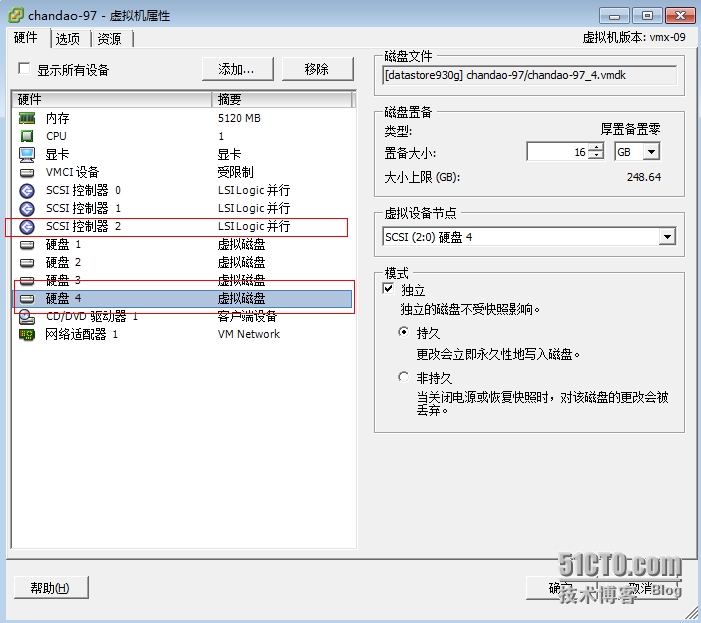 chandao-97 - 虚拟机属性
硬件 选项 资源
虚拟机版本: vmx-09
显示所有设备 添加... 移除
硬件 摘要
内存 5120 MB
CPU 1
显卡 显卡
VMCI 设备 受限制
SCSI 控制器 0 LSI Logic 并行
SCSI 控制器 1 LSI Logic 并行
SCSI 控制器 2 LSI Logic 并行
硬盘 1 虚拟磁盘
硬盘 2 虚拟磁盘
硬盘 3 虚拟磁盘
硬盘 4 虚拟磁盘
CD/DVD 驱动器 1 客户端设备
网络适配器 1 VM Network
磁盘文件
[datastore930g] chandao-97/chandao-97_4.vmdk
磁盘置备
类型: 厚置备置零
置备大小: 16 GB
大小上限 (GB): 248.64
虚拟设备节点
SCSI (2:0) 硬盘 4
模式
独立
独立的磁盘不受快照影响。
持久
更改会立即永久性地写入磁盘。
非持久
当关闭电源或恢复快照时，对该磁盘的更改会被
丢弃。
帮助(H) 确定 取消
51CTO.com
技术博客 Blog